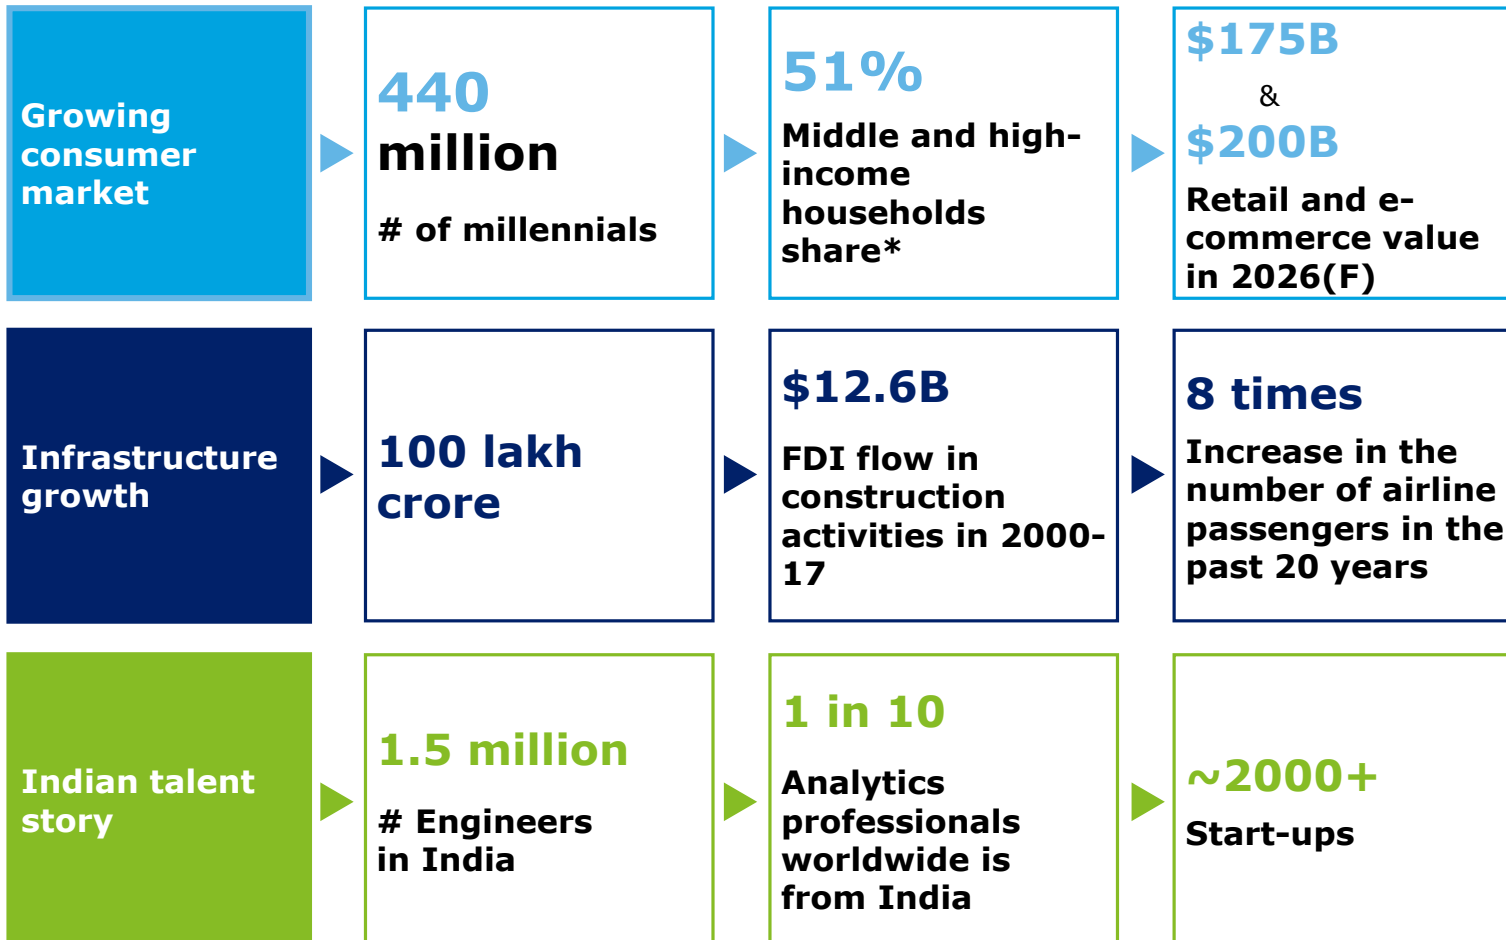 Growing
consumer
market
440
million
# of millennials
51%
Middle and high-
income
households
share*
$175B
&
$200B
Retail and e-
commerce value
in 2026(F)
Infrastructure
growth
100 lakh
crore
$12.6B
FDI flow in
construction
activities in 2000-
17
8 times
Increase in the
number of airline
passengers in the
past 20 years
Indian talent
story
1.5 million
# Engineers
in India
1 in 10
Analytics
professionals
worldwide is
from India
~2000+
Start-ups